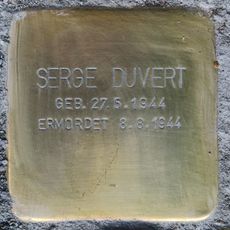 SERGE DUVERT
GEB. 27.5.1944
ERMORDET 8.8.1944